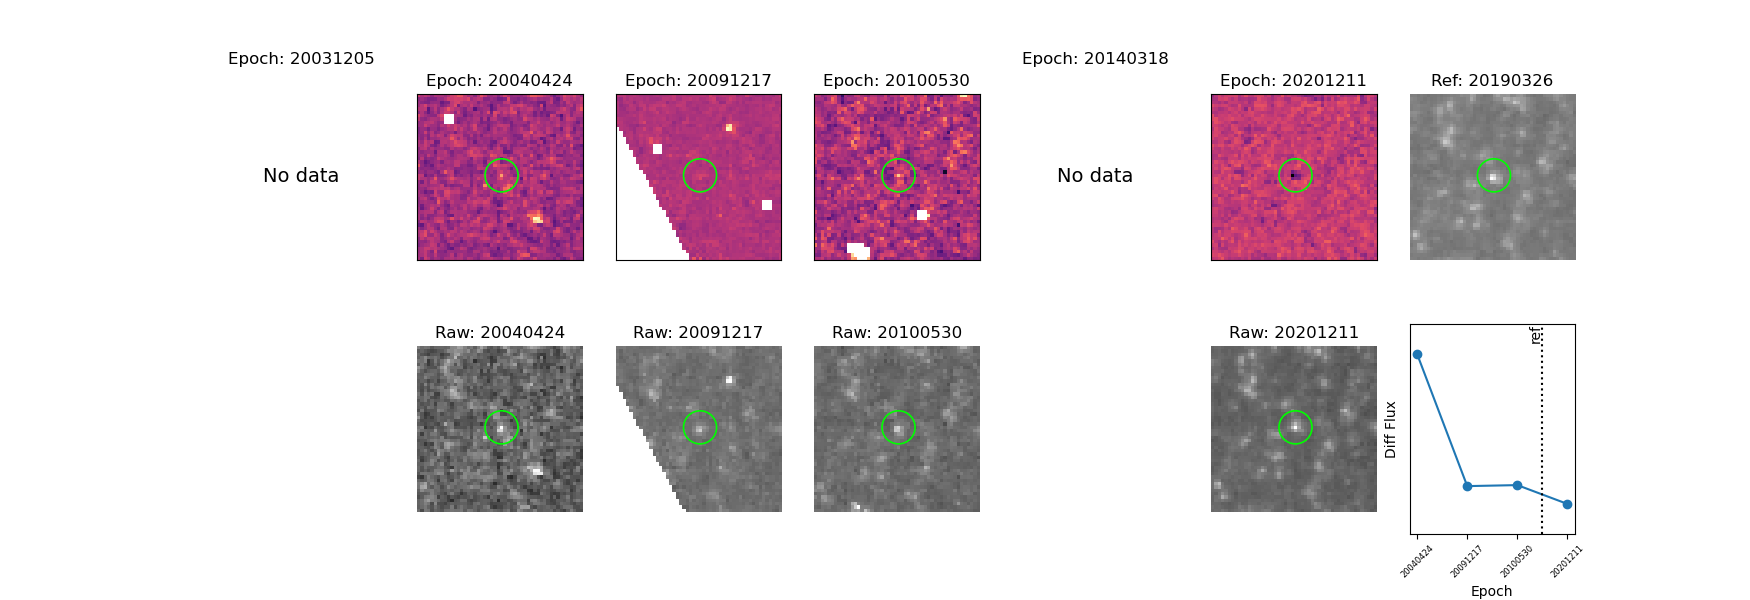 Epoch: 20031205
No data
Epoch: 20040424
Epoch: 20091217
Epoch: 20100530
Epoch: 20140318
No data
Epoch: 20201211
Ref: 20190326
Raw: 20040424
Raw: 20091217
Raw: 20100530
Raw: 20201211
ref
Diff Flux
20040424
20091217
20100530
20201211
Epoch